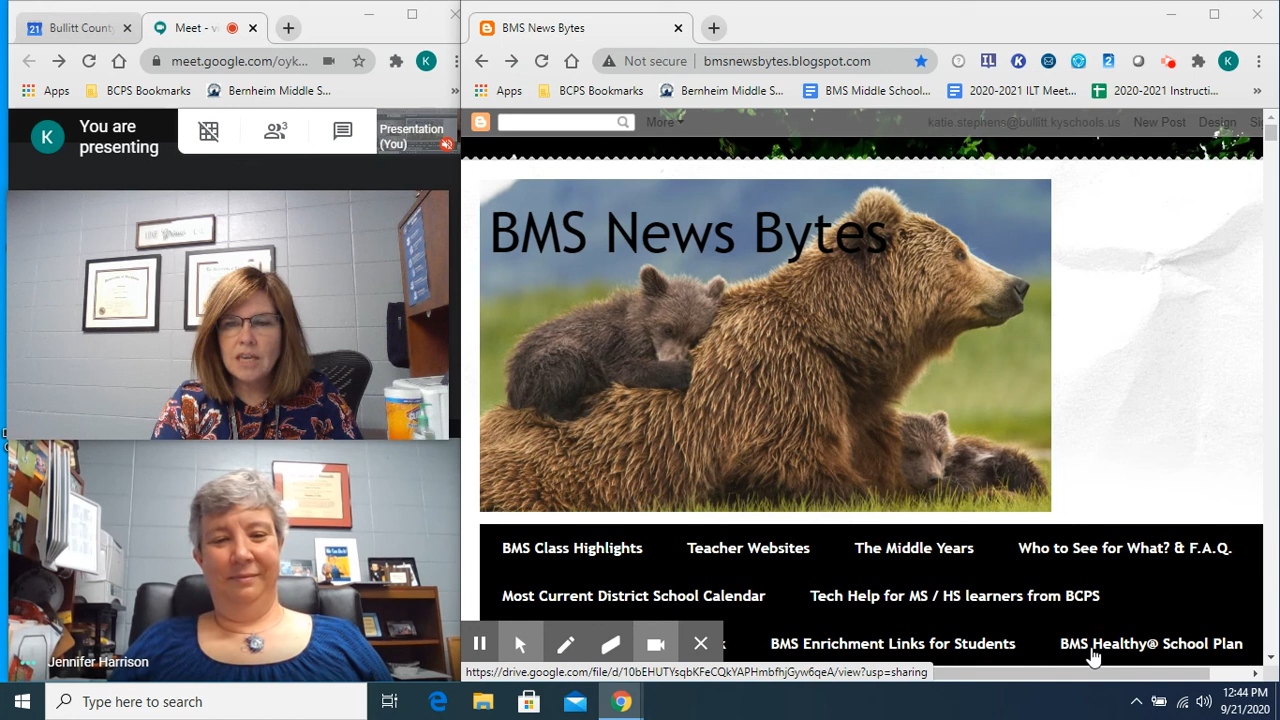 Bullitt County
Meet - v
BMS News Bytes
meet.google.com/gk
K
Not secure
bmsnewsbytes.blogspot.com
IL
K
2
K
Apps
BCPS Bookmarks
Bernheim Middle S...
Apps
BCPS Bookmarks
Bernheim Middle S...
BMS Middle School...
2020-2021 ILT Meet...
2020-2021 Instructi...
K
You are
presenting
3
Presentation
(You)
More
katie.stephens@bullitt.kyschools.us
New Post
Design
BMS News Bytes
BMS Class Highlights
Teacher Websites
The Middle Years
Who to See for What? & F.A.Q.
Most Current District School Calendar
Tech Help for MS / HS learners from BCPS
BMS Enrichment Links for Students
BMS Healthy@ School Plan
Jennifer Harrison
https://drive.google.com/file/d/10bEHUTYsqbKFeCQkYAPHmbfhjGyw6qeA/view?usp=sharing
Type here to search
12:44 PM
9/21/2020